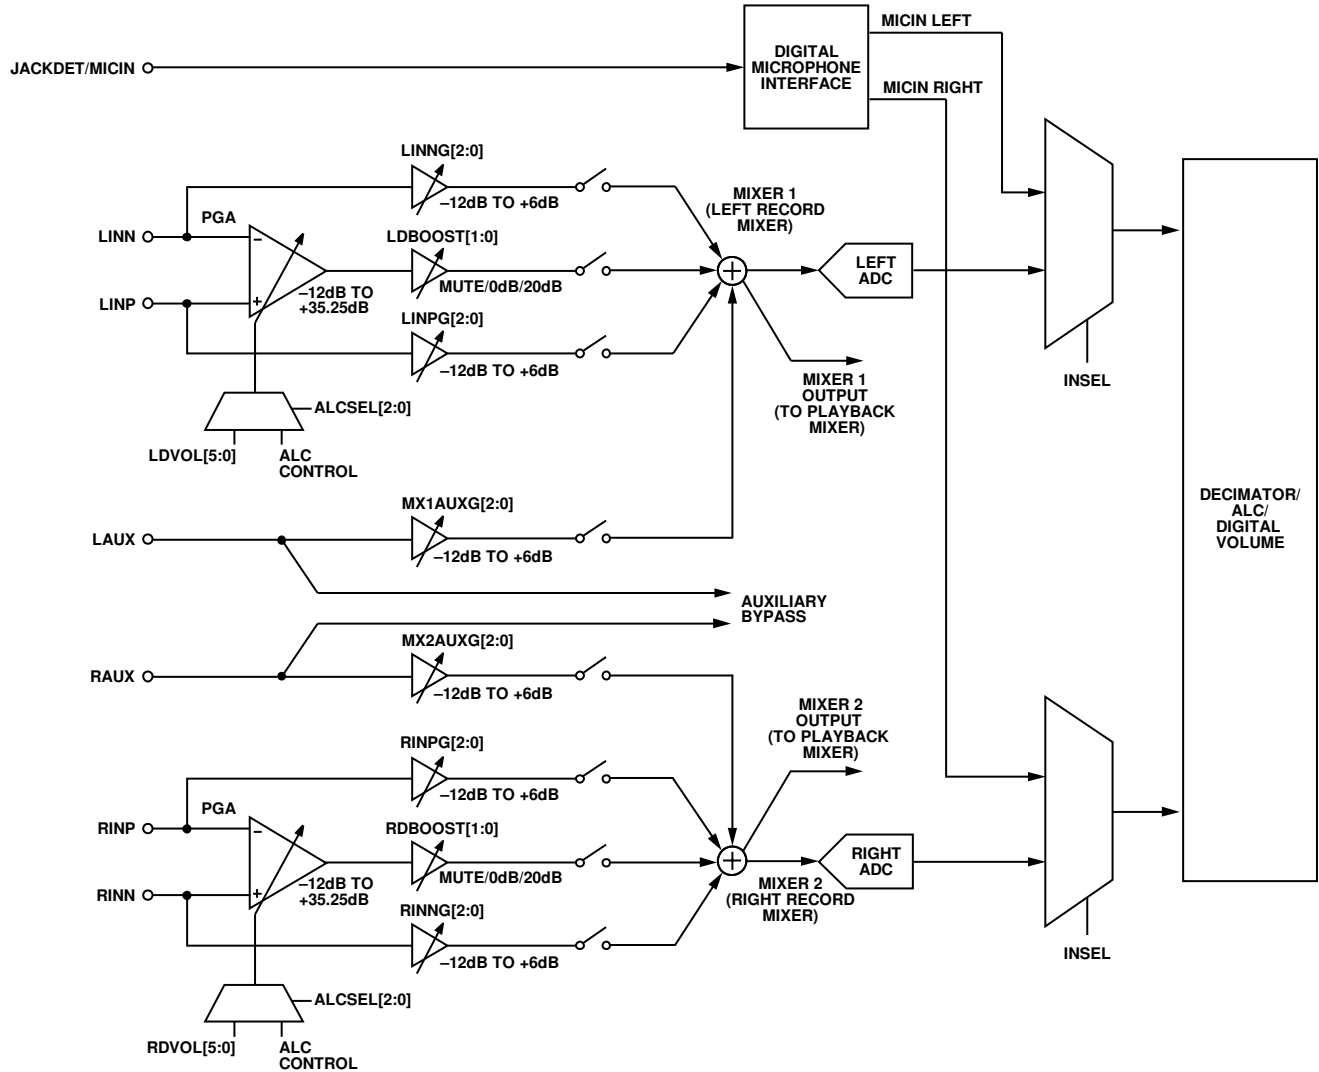 MICIN LEFT
JACKDET/MICIN
DIGITAL
MICROPHONE
INTERFACE
MICIN RIGHT
LINNG[2:0]
–12dB TO +6dB
PGA
LINN
–
LDBOOST[1:0]
MUTE/0dB/20dB
LINP
+
–12dB TO
+35.25dB
LINPG[2:0]
–12dB TO +6dB
MIXER 1
(LEFT RECORD
MIXER)
+
LEFT
ADC
MIXER 1
OUTPUT
(TO PLAYBACK
MIXER)
INSEL
ALCSEL[2:0]
LDVOL[5:0]
ALC
CONTROL
MX1AUXG[2:0]
LAUX
–12dB TO +6dB
DECIMATOR/
ALC/
DIGITAL
VOLUME
AUXILIARY
BYPASS
MX2AUXG[2:0]
RAUX
–12dB TO +6dB
MIXER 2
OUTPUT
(TO PLAYBACK
MIXER)
RINPG[2:0]
–12dB TO +6dB
PGA
RINP
–
RDBOOST[1:0]
MUTE/0dB/20dB
RINN
+
–12dB TO
+35.25dB
RINNG[2:0]
–12dB TO +6dB
+
MIXER 2
(RIGHT RECORD
MIXER)
RIGHT
ADC
INSEL
ALCSEL[2:0]
RDVOL[5:0]
ALC
CONTROL